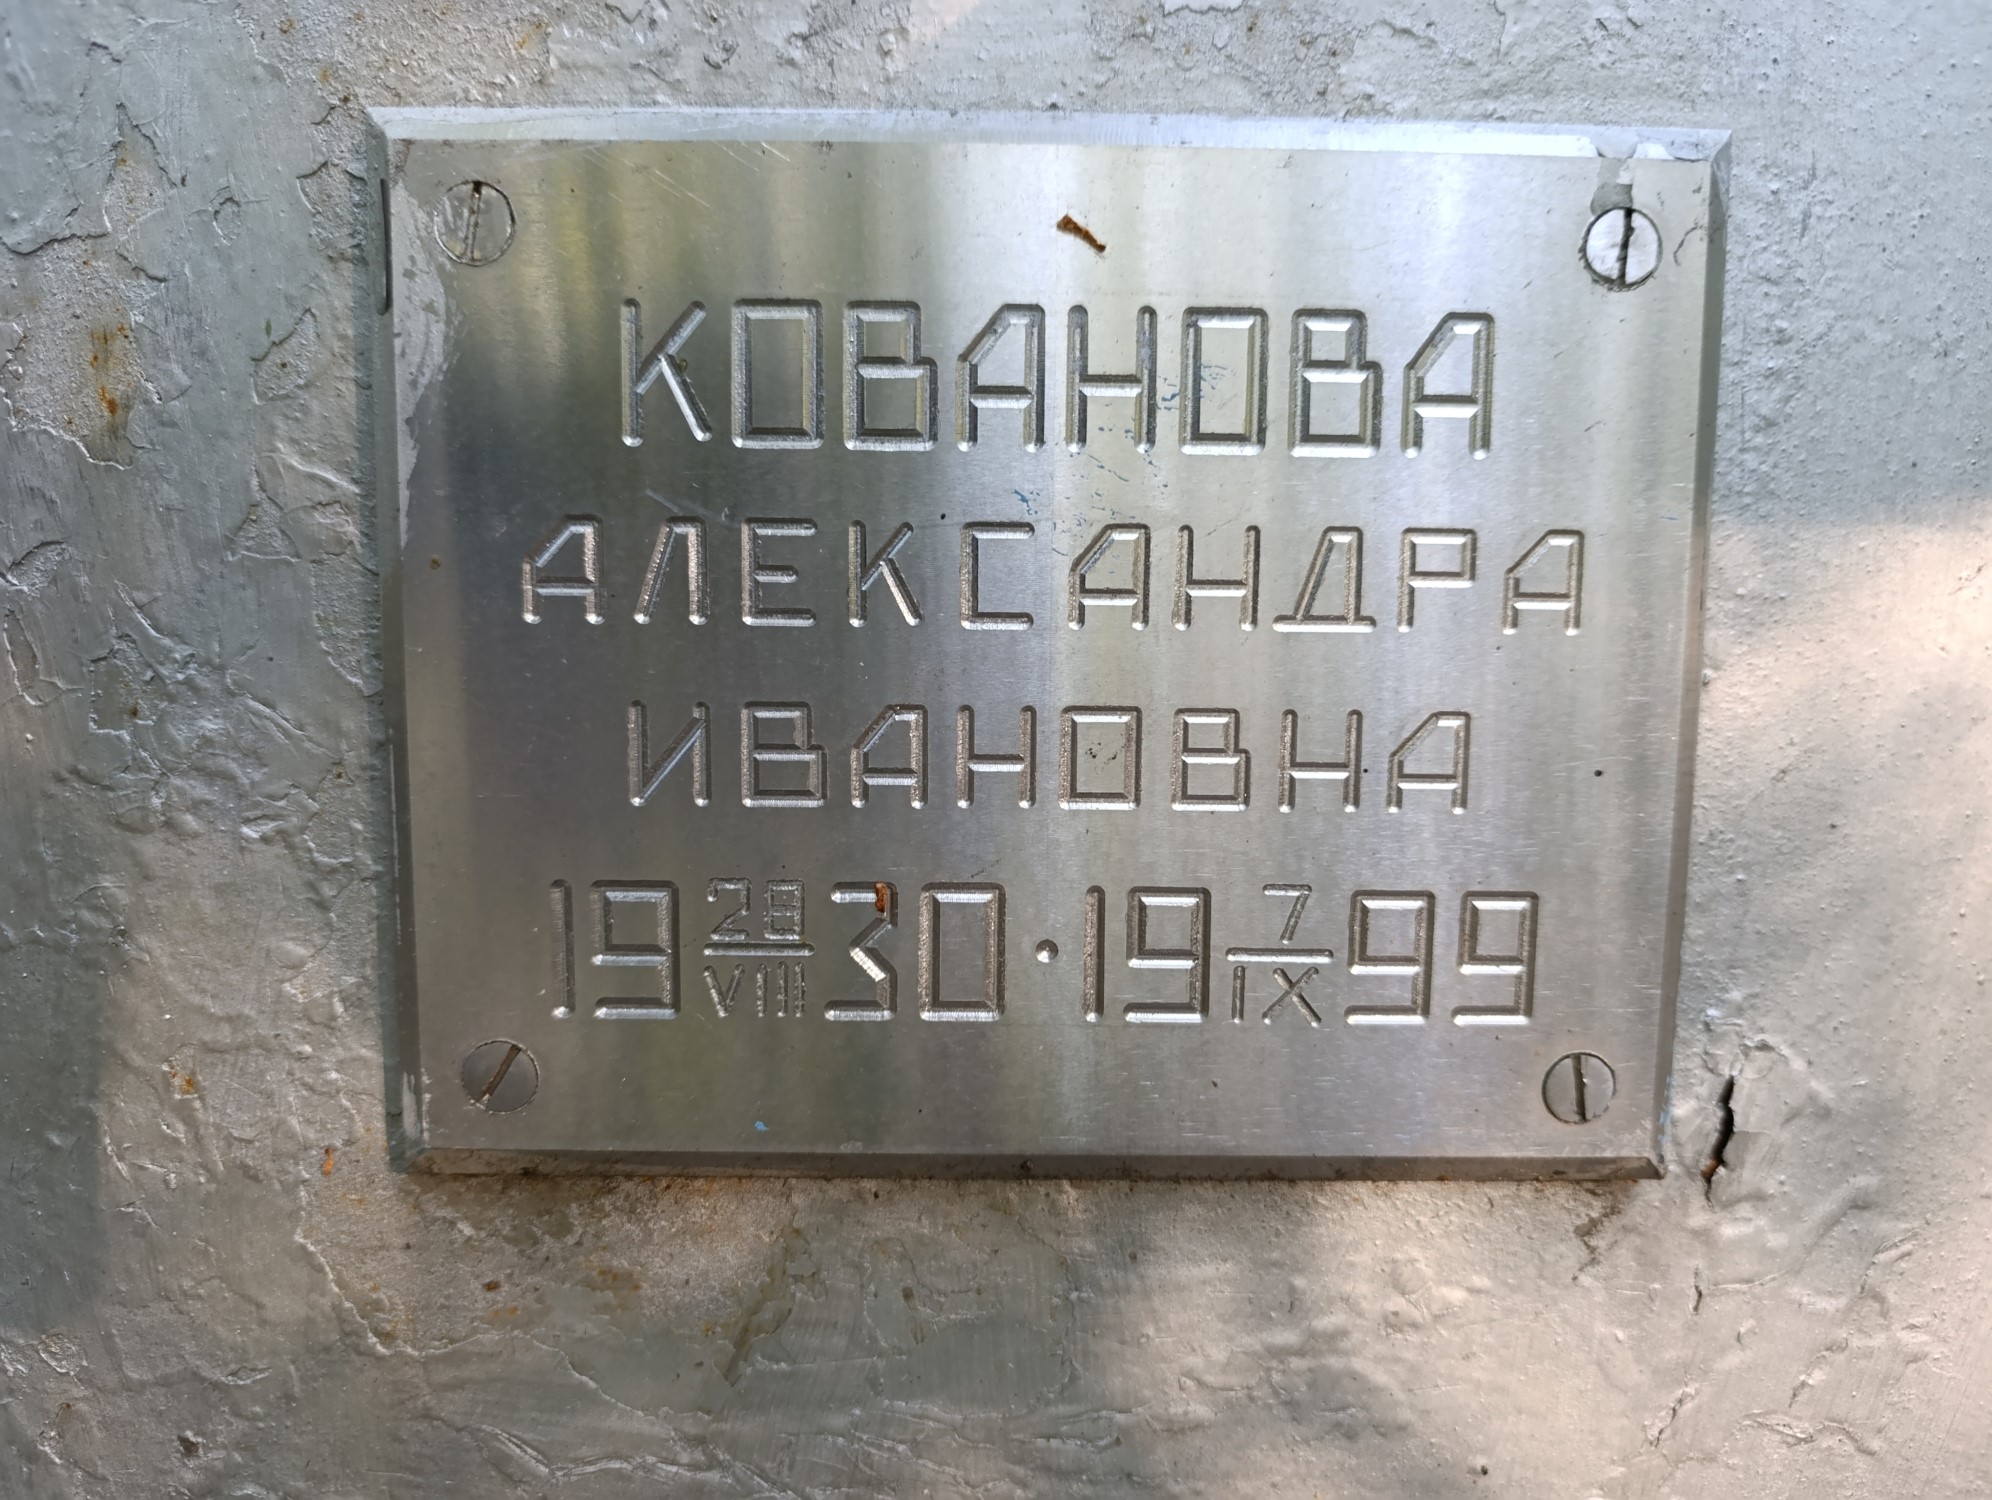 КОВАНОВА
АЛЕКСАНДРА
ИВАНОВНА
19 28/VIII 30 · 19 7/IX 99